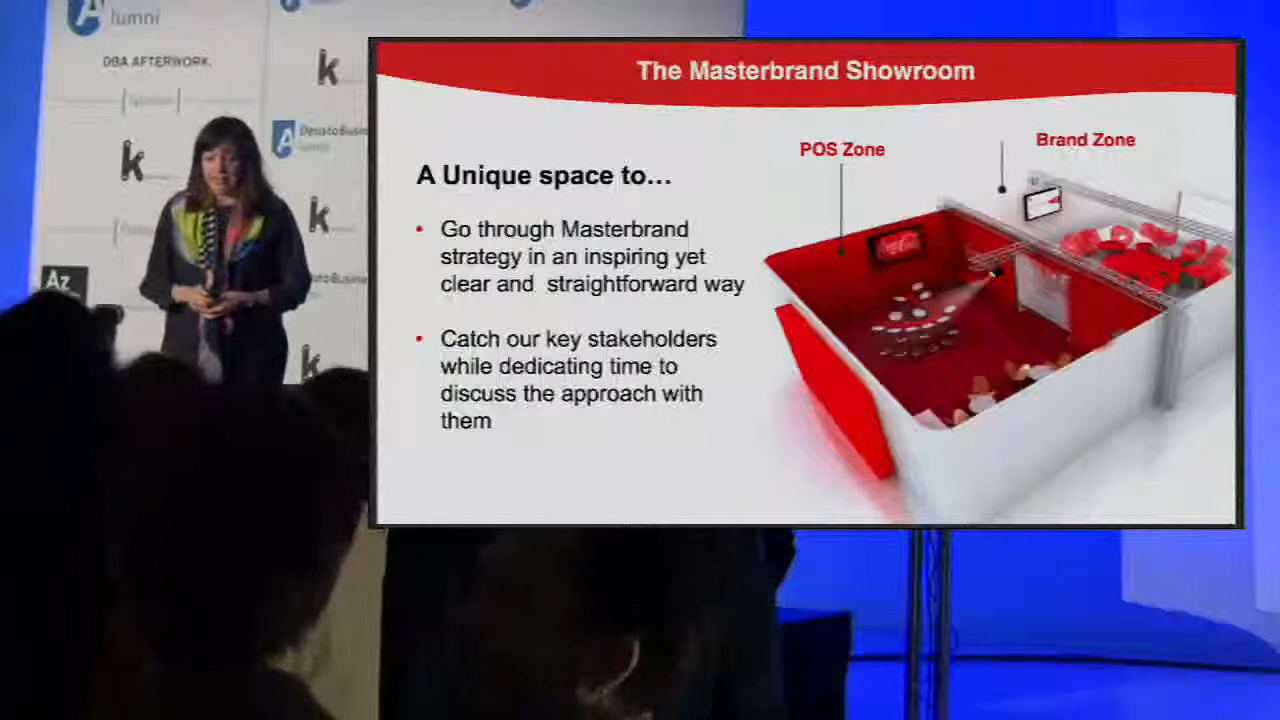 lumni
DBA AFTERWORK.
k
k
DeustoBusin
lumni
k
k
Az
The Masterbrand Showroom
POS Zone
Brand Zone
A Unique space to...
• Go through Masterbrand
strategy in an inspiring yet
clear and straightforward way
• Catch our key stakeholders
while dedicating time to
discuss the approach with
them